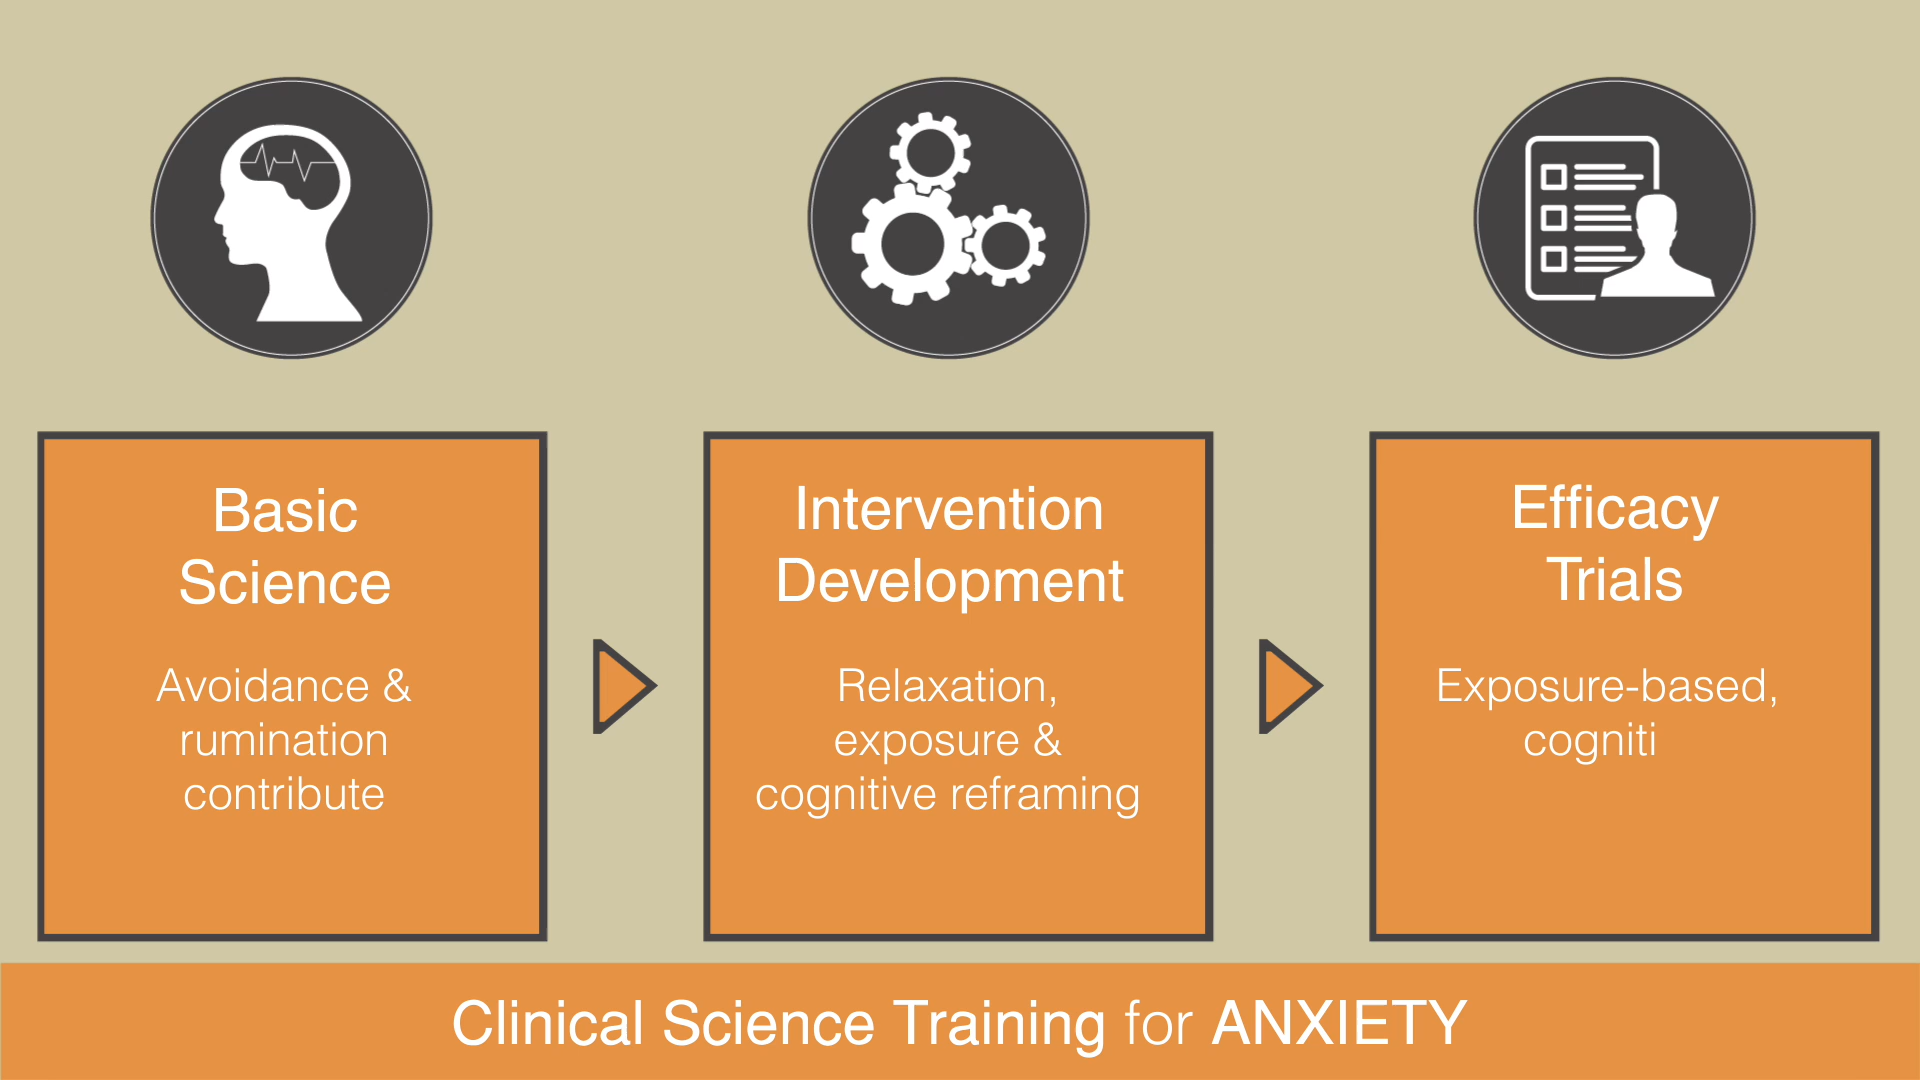 Basic
Science
Avoidance &
rumination
contribute
Intervention
Development
Relaxation,
exposure &
cognitive reframing
Efficacy
Trials
Exposure-based,
cogniti
Clinical Science Training for ANXIETY